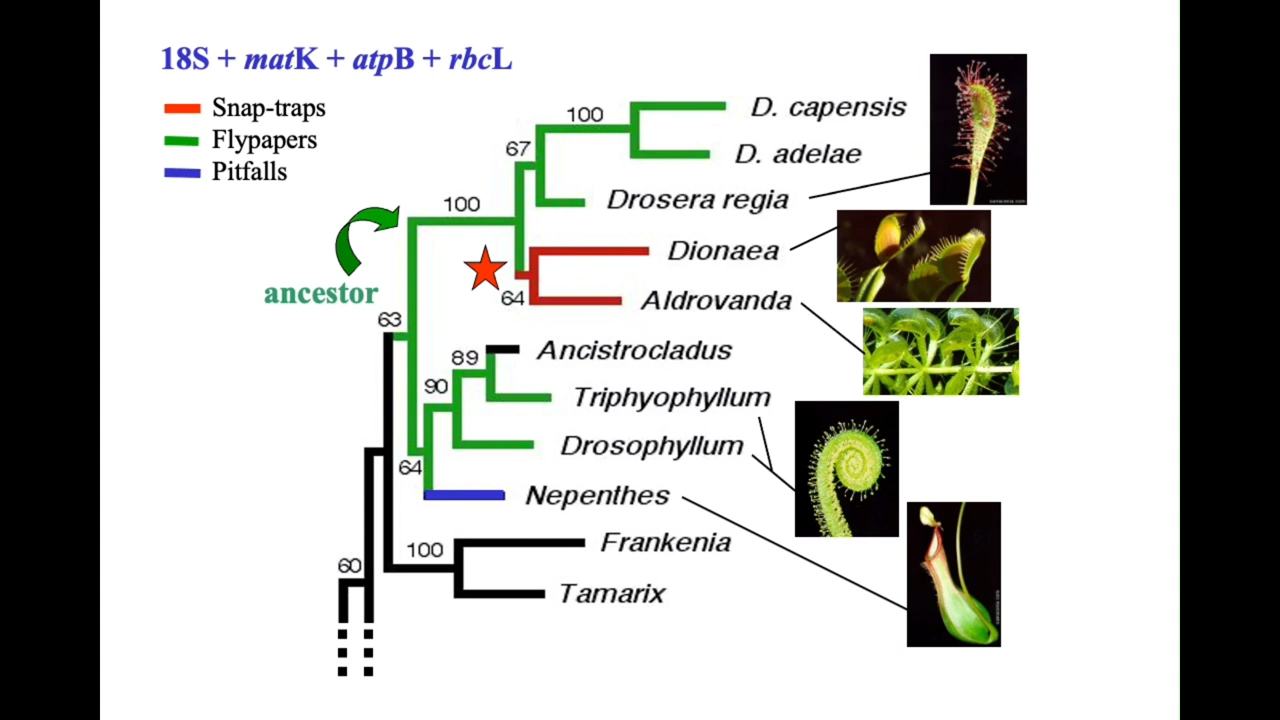 18S + matK + atpB + rbcL
Snap-traps
Flypapers
Pitfalls
100
D. capensis
67
D. adelae
Drosera regia
100
Dionaea
ancestor
64
Aldrovanda
63
Ancistrocladus
89
90
Triphyophyllum
Drosophyllum
64
Nepenthes
100
Frankenia
60
Tamarix